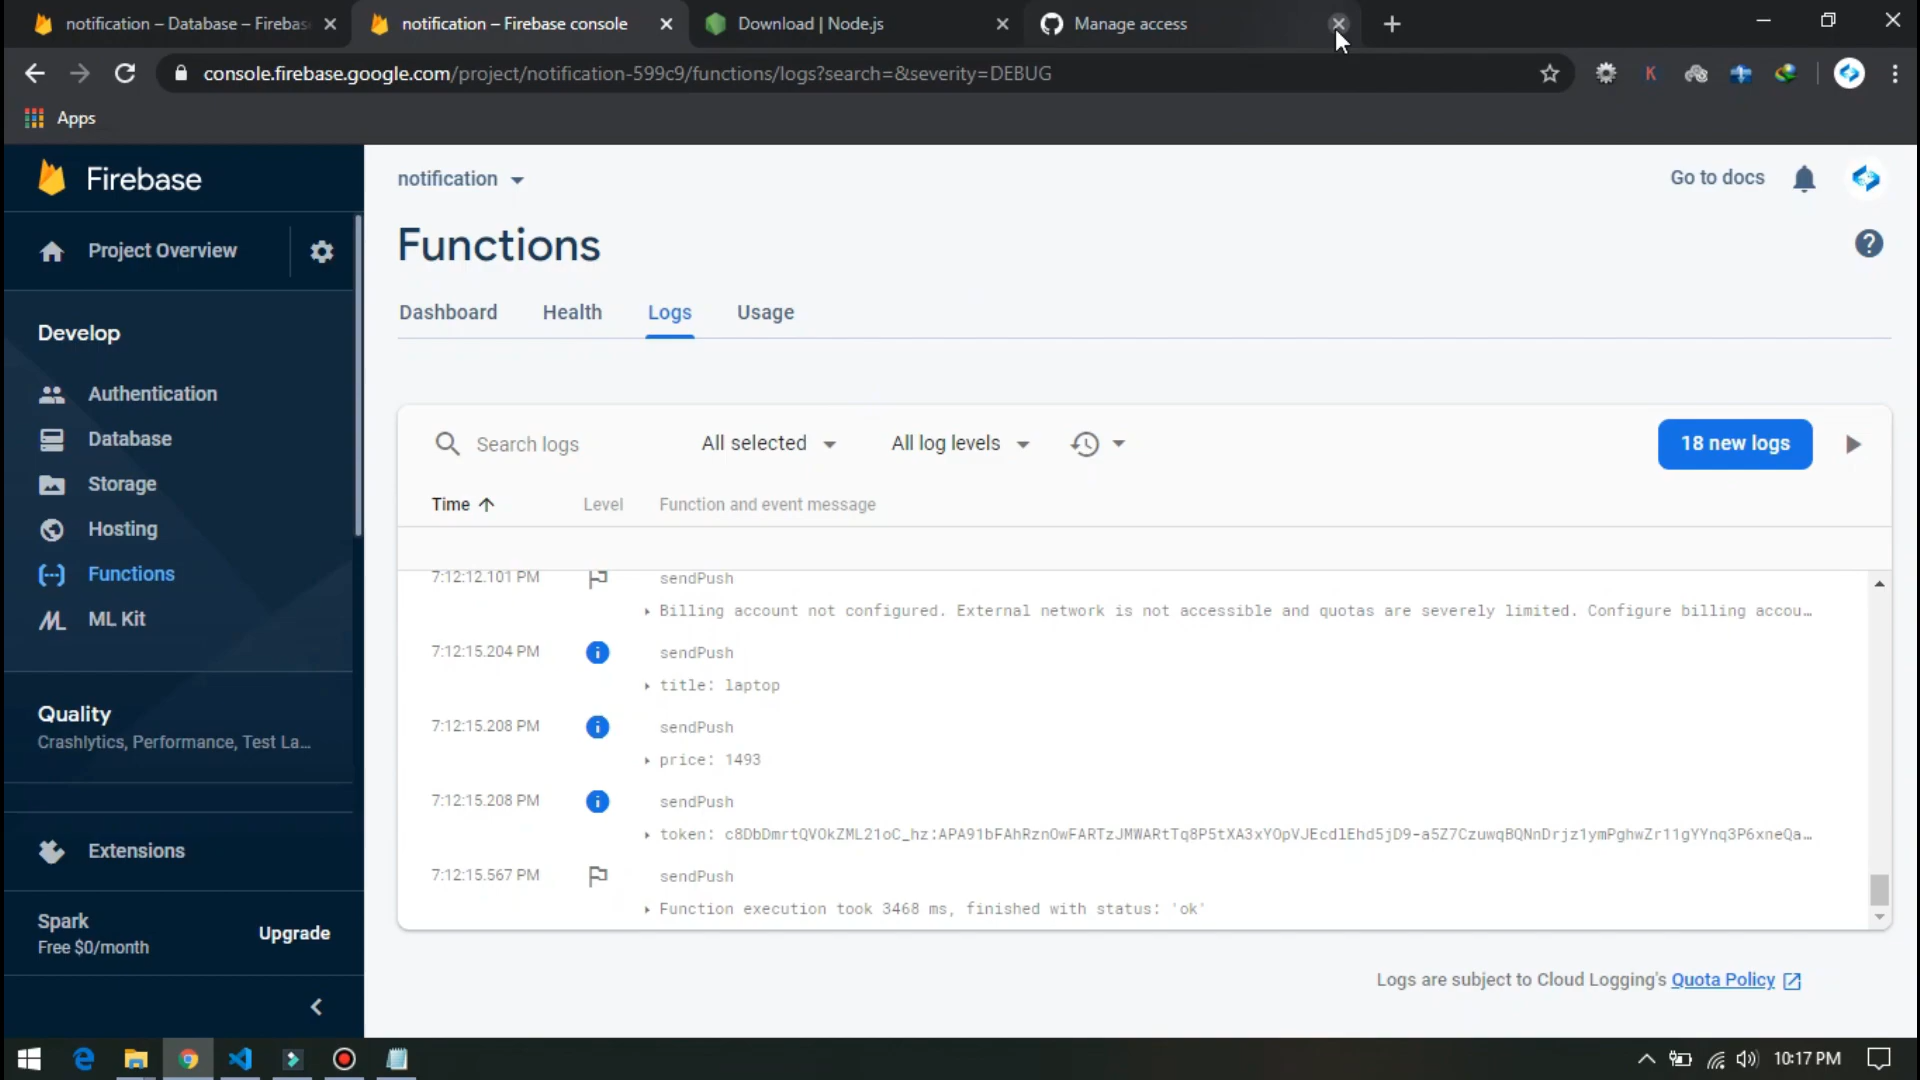 notification – Database – Firebas
notification – Firebase console
Download | Node.js
Manage access
console.firebase.google.com/project/notification-599c9/functions/logs?search=&severity=DEBUG
K
Apps
Firebase
notification
Go to docs
Project Overview
Functions
Dashboard
Health
Logs
Usage
Develop
Authentication
Database
Storage
Hosting
Functions
ML Kit
Quality
Crashlytics, Performance, Test La...
Extensions
Spark
Free $0/month
Upgrade
Search logs
All selected
All log levels
18 new logs
Time
Level
Function and event message
7:12:12.101 PM
sendPush
Billing account not configured. External network is not accessible and quotas are severely limited. Configure billing accou…
7:12:15.204 PM
sendPush
title: laptop
7:12:15.208 PM
sendPush
price: 1493
7:12:15.208 PM
sendPush
token: c8DbDmrtQVOkZML21oC_hz:APA91bFAhRznOwFARTzJMWARtTq8P5tXA3xYOpVJEcdlEhd5jD9-a5Z7CzuwqBQNnDrjz1ymPghwZr11gYYnq3P6xneQa…
7:12:15.567 PM
sendPush
Function execution took 3468 ms, finished with status: 'ok'
Logs are subject to Cloud Logging's Quota Policy
10:17 PM